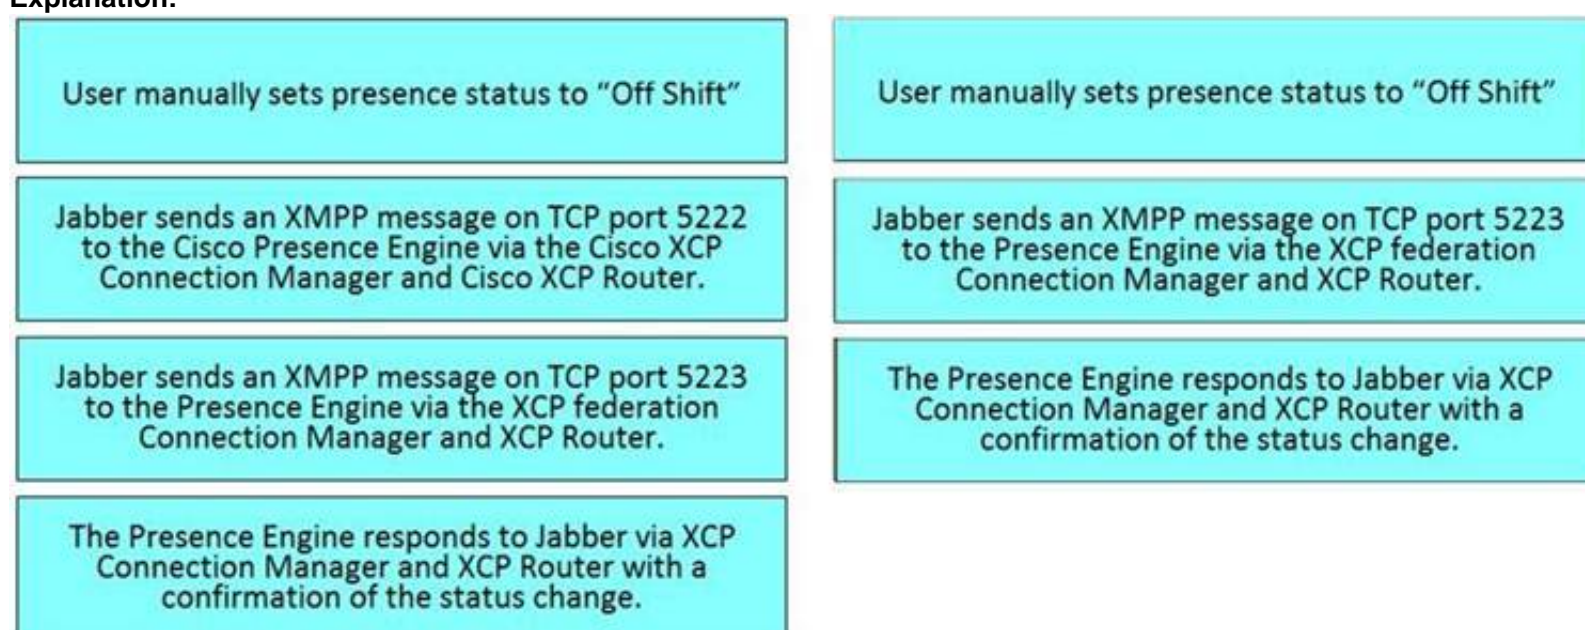 Explanation:
User manually sets presence status to “Off Shift”
Jabber sends an XMPP message on TCP port 5222
to the Cisco Presence Engine via the Cisco XCP
Connection Manager and Cisco XCP Router.
Jabber sends an XMPP message on TCP port 5223
to the Presence Engine via the XCP federation
Connection Manager and XCP Router.
The Presence Engine responds to Jabber via XCP
Connection Manager and XCP Router with a
confirmation of the status change.
User manually sets presence status to “Off Shift”
Jabber sends an XMPP message on TCP port 5223
to the Presence Engine via the XCP federation
Connection Manager and XCP Router.
The Presence Engine responds to Jabber via XCP
Connection Manager and XCP Router with a
confirmation of the status change.